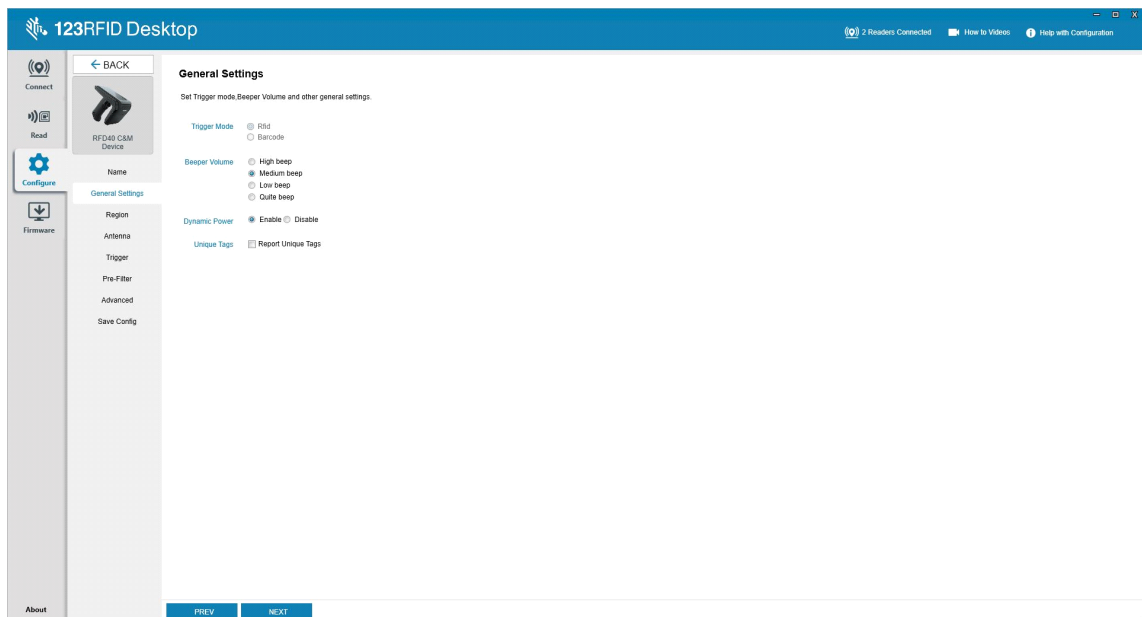 123RFID Desktop
2 Readers Connected
How to Videos
Help with Configuration
Connect
Read
Configure
Firmware
About
BACK
RFD40 C&M
Device
Name
General Settings
Region
Antenna
Trigger
Pre-Filter
Advanced
Save Config
General Settings
Set Trigger mode,Beeper Volume and other general settings.
Trigger Mode
Rfid
Barcode
Beeper Volume
High beep
Medium beep
Low beep
Quite beep
Dynamic Power
Enable Disable
Unique Tags
Report Unique Tags
PREV
NEXT